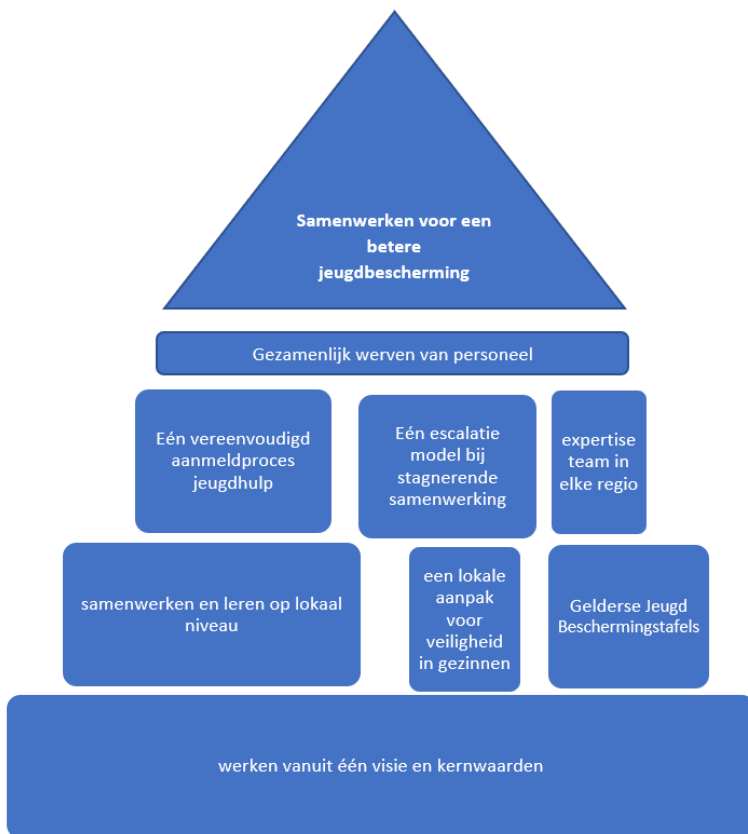 Samenwerken voor een
betere
jeugdbescherming
Gezamenlijk werven van personeel
Eén vereenvoudigd
aanmeldproces
jeugdhulp
Eén escalatie
model bij
stagnerende
samenwerking
expertise
team in
elke regio
samenwerken en leren op lokaal
niveau
een lokale
aanpak
voor
veiligheid
in gezinnen
Gelderse Jeugd
Beschermingstafels
werken vanuit één visie en kernwaarden